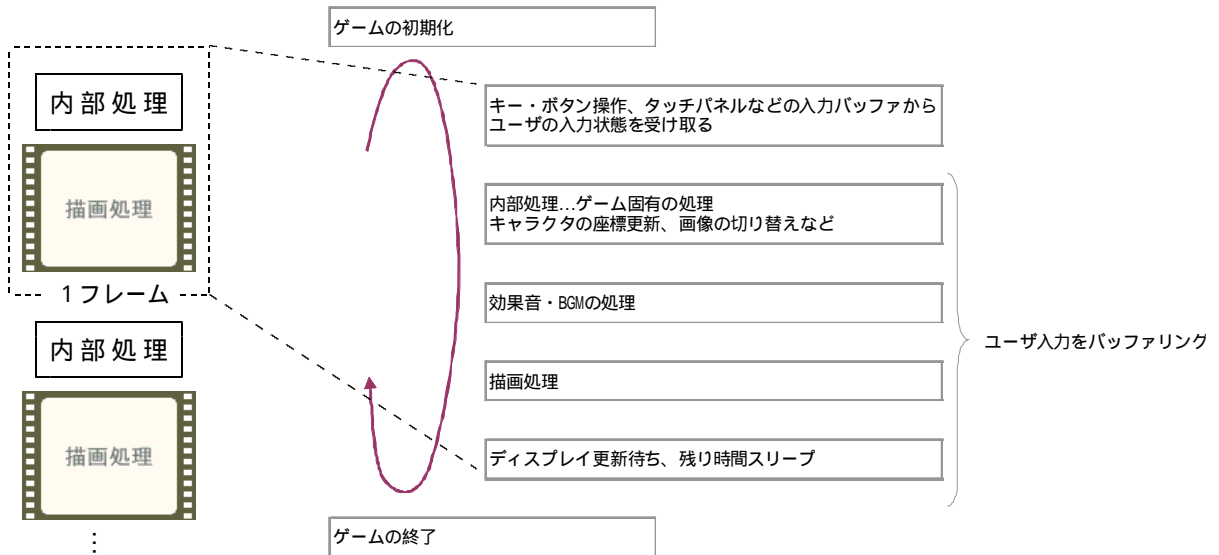 ゲームの初期化
内部処理
描画処理
1フレーム
内部処理
描画処理
⋮
キー・ボタン操作、タッチパネルなどの入力バッファから
ユーザの入力状態を受け取る
内部処理…ゲーム固有の処理
キャラクタの座標更新、画像の切り替えなど
効果音・BGMの処理
描画処理
ディスプレイ更新待ち、残り時間スリープ
ユーザ入力をバッファリング
ゲームの終了